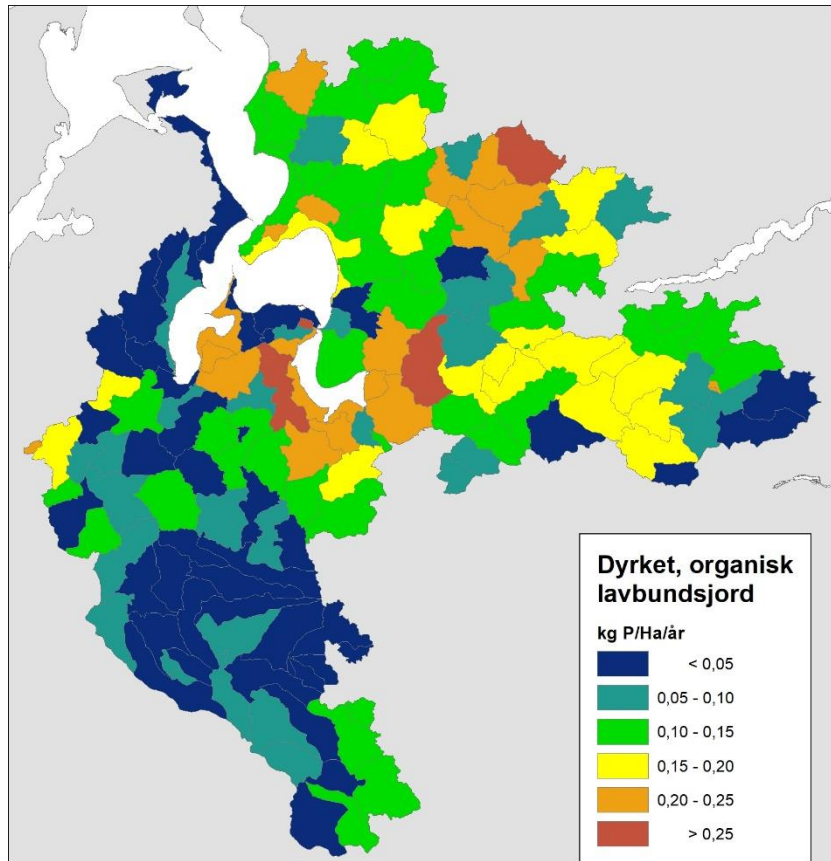 Dyrket, organisk
lavbundsjord
kg P/Ha/år
< 0,05
0,05 - 0,10
0,10 - 0,15
0,15 - 0,20
0,20 - 0,25
> 0,25